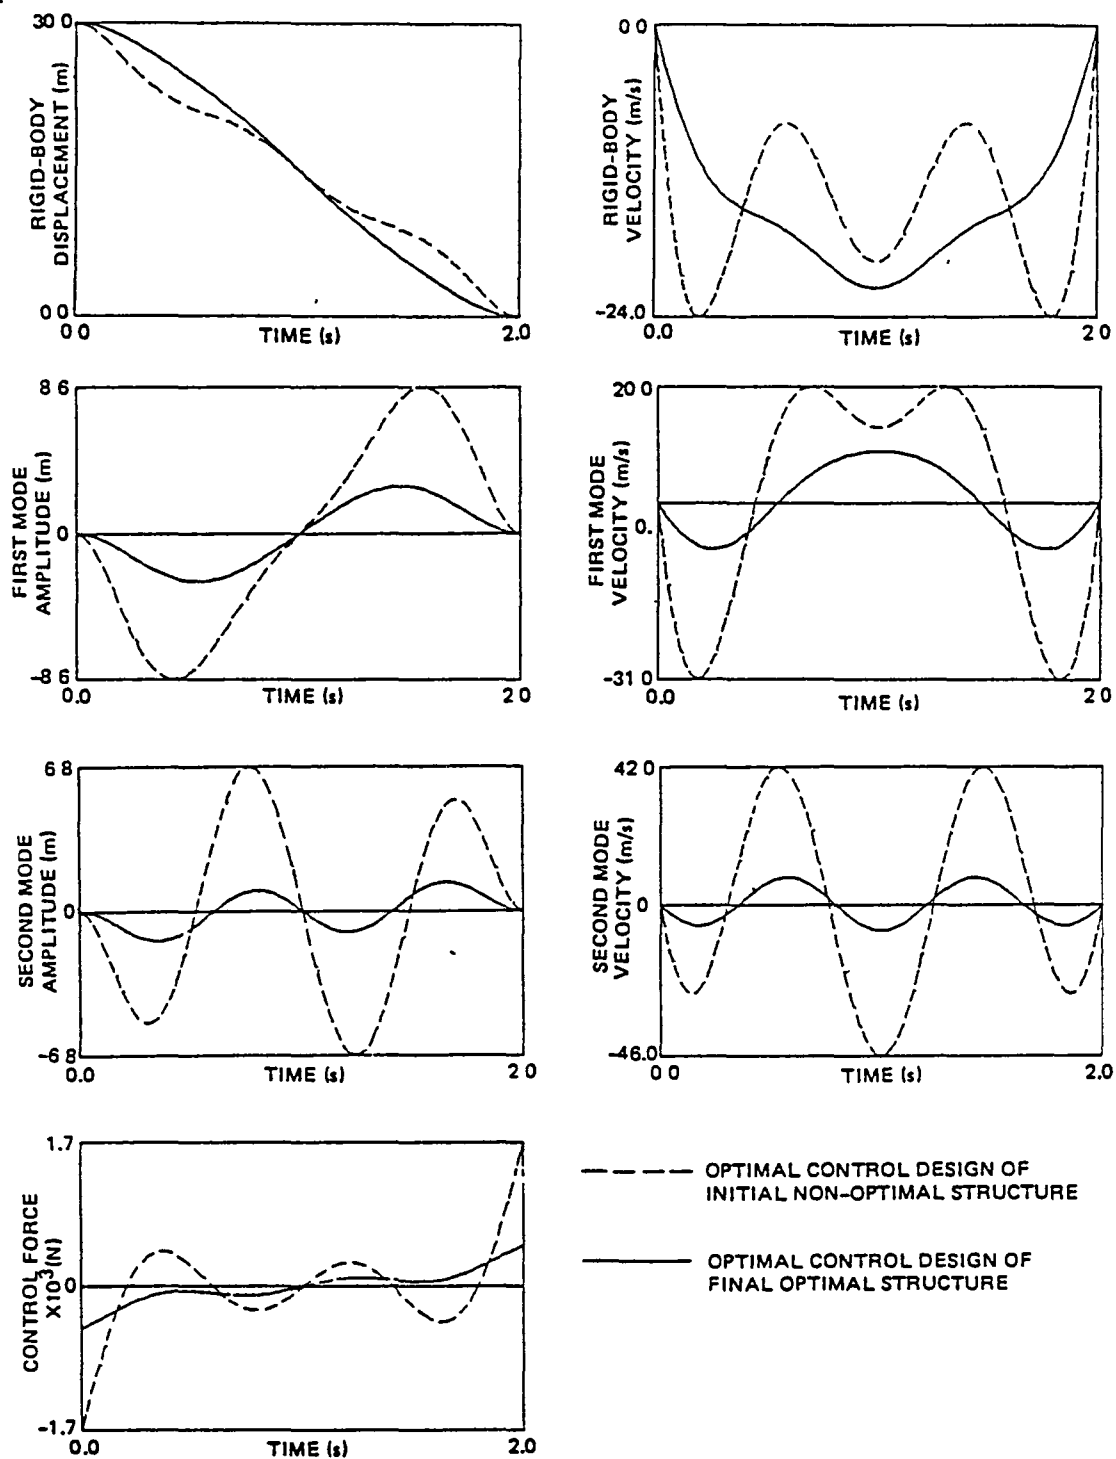 30 0
RIGID-BODY
DISPLACEMENT (m)
0 0
0 0
TIME (s)
2.0
0 0
RIGID-BODY
VELOCITY (m/s)
-24.0
0.0
TIME (s)
2 0
8 6
FIRST MODE
AMPLITUDE (m)
0
-8 6
0.0
TIME (s)
2 0
20 0
FIRST MODE
VELOCITY (m/s)
0.
-31 0
0.0
TIME (s)
2 0
6 8
SECOND MODE
AMPLITUDE (m)
0
-6 8
0.0
TIME (s)
2 0
42 0
SECOND MODE
VELOCITY (m/s)
0
-46.0
0 0
TIME (s)
2.0
1.7
CONTROL FORCE
X10³ (N)
0
-1.7
0.0
TIME (s)
2.0
OPTIMAL CONTROL DESIGN OF
INITIAL NON-OPTIMAL STRUCTURE
OPTIMAL CONTROL DESIGN OF
FINAL OPTIMAL STRUCTURE